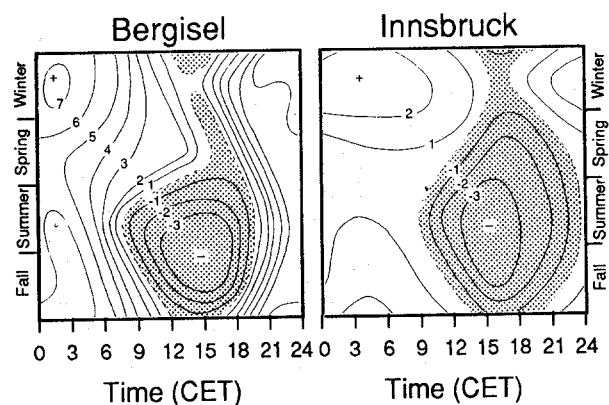 Bergisel
Innsbruck
Winter
Spring
Summer
Fall
+
7
6
5
4
3
2
1
-1
-2
-3
−
+
2
1
-1
-2
-3
−
Winter
Spring
Summer
Fall
0 3 6 9 12 15 18 21 24
0 3 6 9 12 15 18 21 24
Time (CET)
Time (CET)